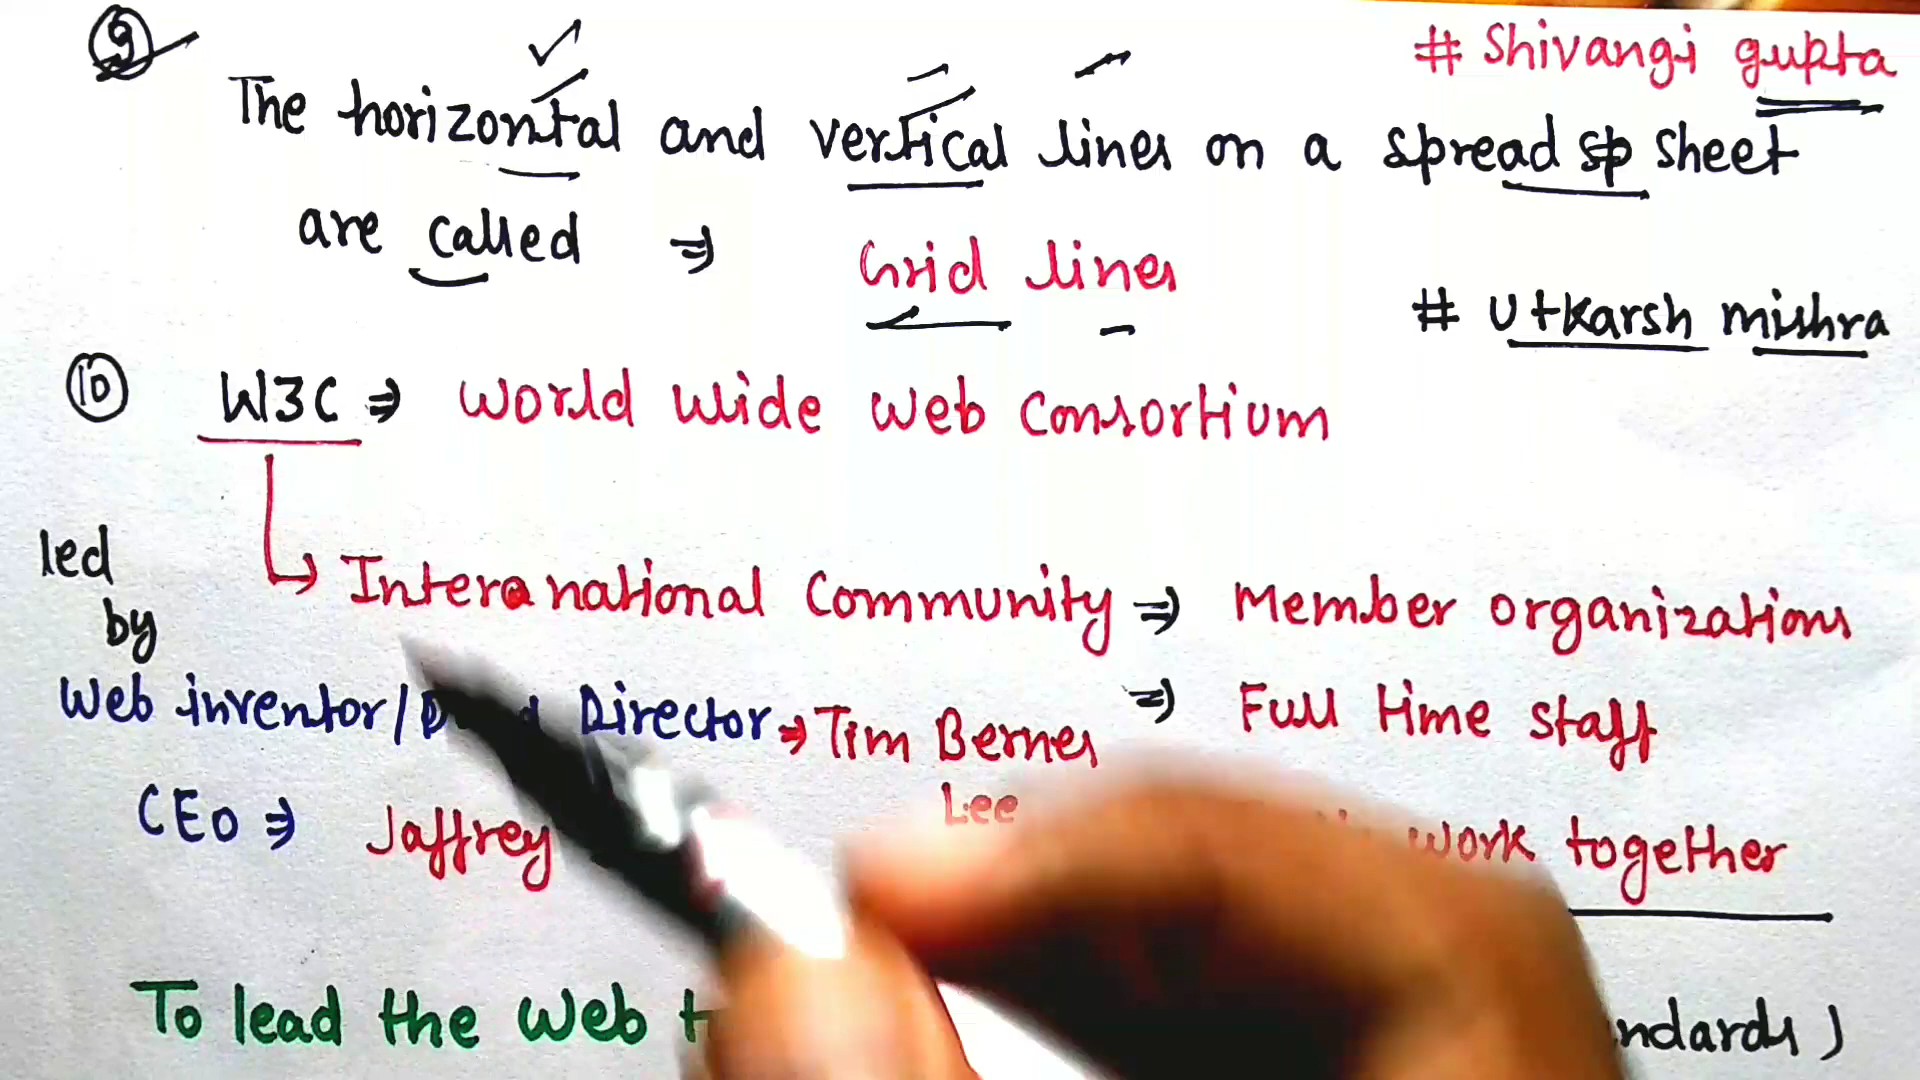 9
# Shivangi gupta
The horizontal and vertical lines on a spread sp sheet
are called ⇒ Grid lines
# Utkarsh mishra
10 W3C ⇒ World Wide Web Consortium
led
by
↳ International Community ⇒ Member organizations
Web inventor/ Director ⇒ Tim Bernes
Lee
⇒ Full time staff
CEO ⇒ Jaffrey
work together
To lead the Web